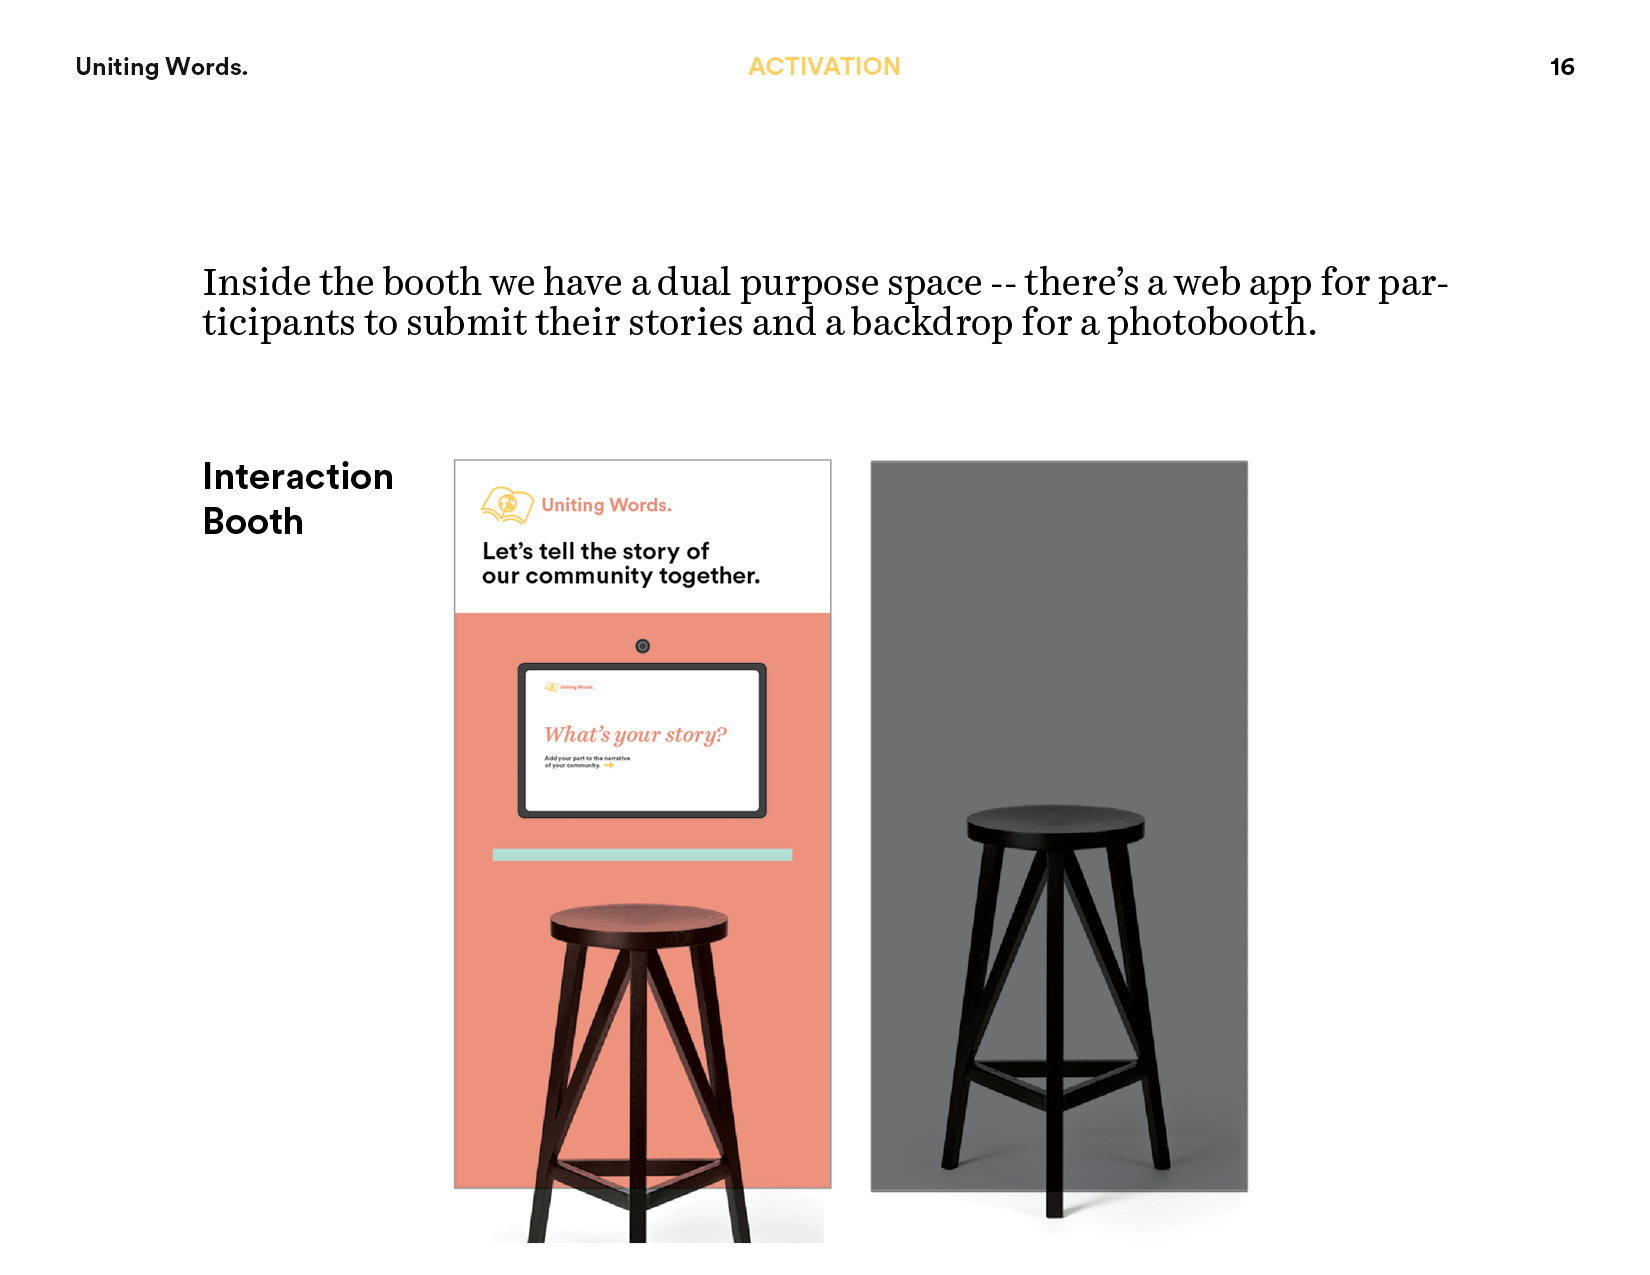 Uniting Words.
ACTIVATION
16
Inside the booth we have a dual purpose space -- there’s a web app for par-
ticipants to submit their stories and a backdrop for a photobooth.
Interaction
Booth
Uniting Words.
Let’s tell the story of
our community together.
Uniting Words.
What’s your story?
Add your part to the narrative
of your community. →